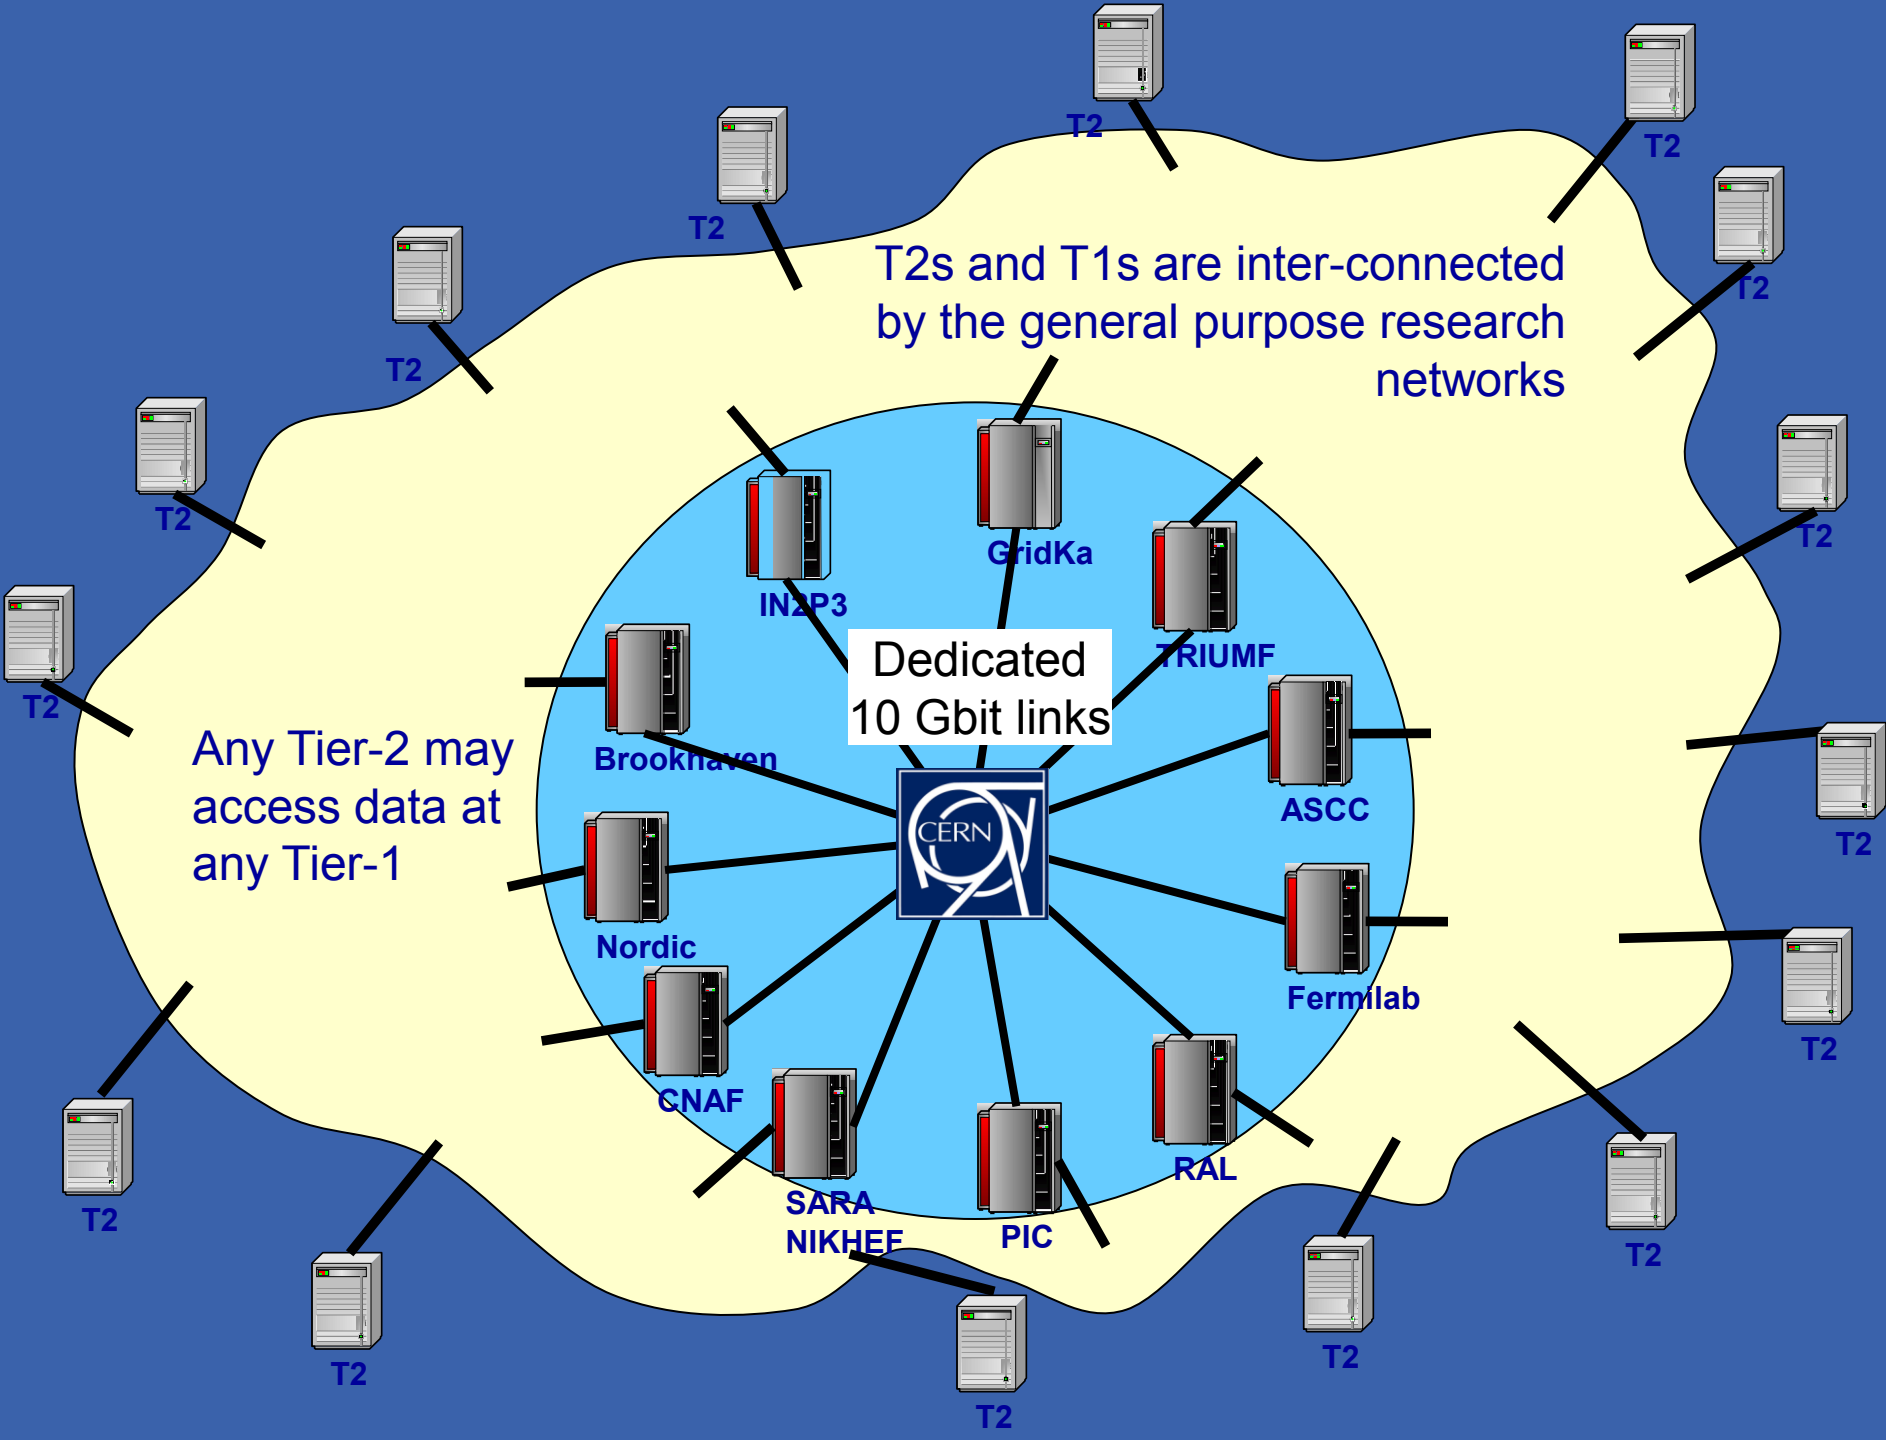 T2
T2
T2
T2
T2
T2s and T1s are inter-connected
by the general purpose research
networks
T2
T2
T2
T2
GridKa
IN2P3
TRIUMF
Dedicated
10 Gbit links
T2
Any Tier-2 may
access data at
any Tier-1
Brookhaven
ASCC
CERN
T2
Nordic
Fermilab
T2
CNAF
RAL
SARA
NIKHEF
PIC
T2
T2
T2
T2
T2